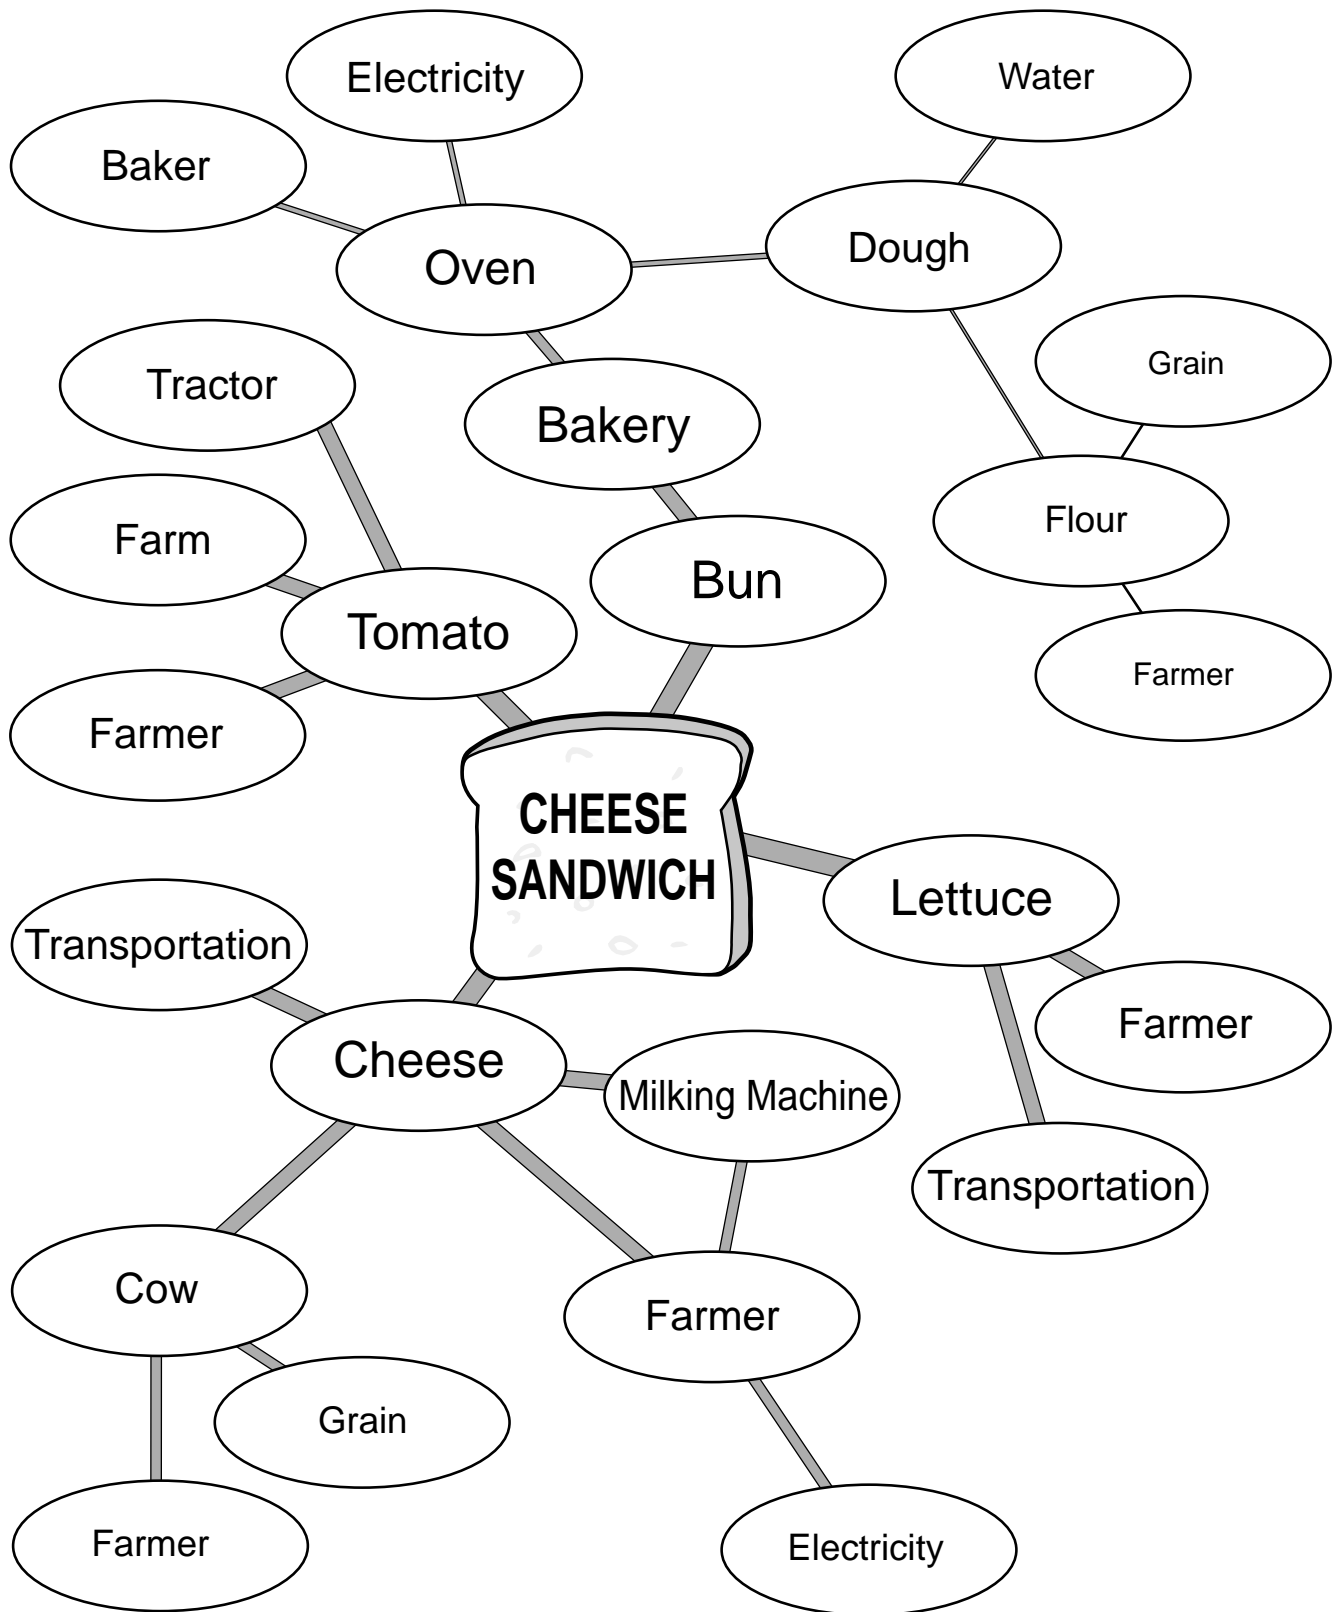 Electricity
Water
Baker
Dough
Oven
Grain
Tractor
Bakery
Flour
Farm
Bun
Tomato
Farmer
Farmer
CHEESE
SANDWICH
Lettuce
Transportation
Farmer
Cheese
Milking Machine
Transportation
Cow
Farmer
Grain
Farmer
Electricity